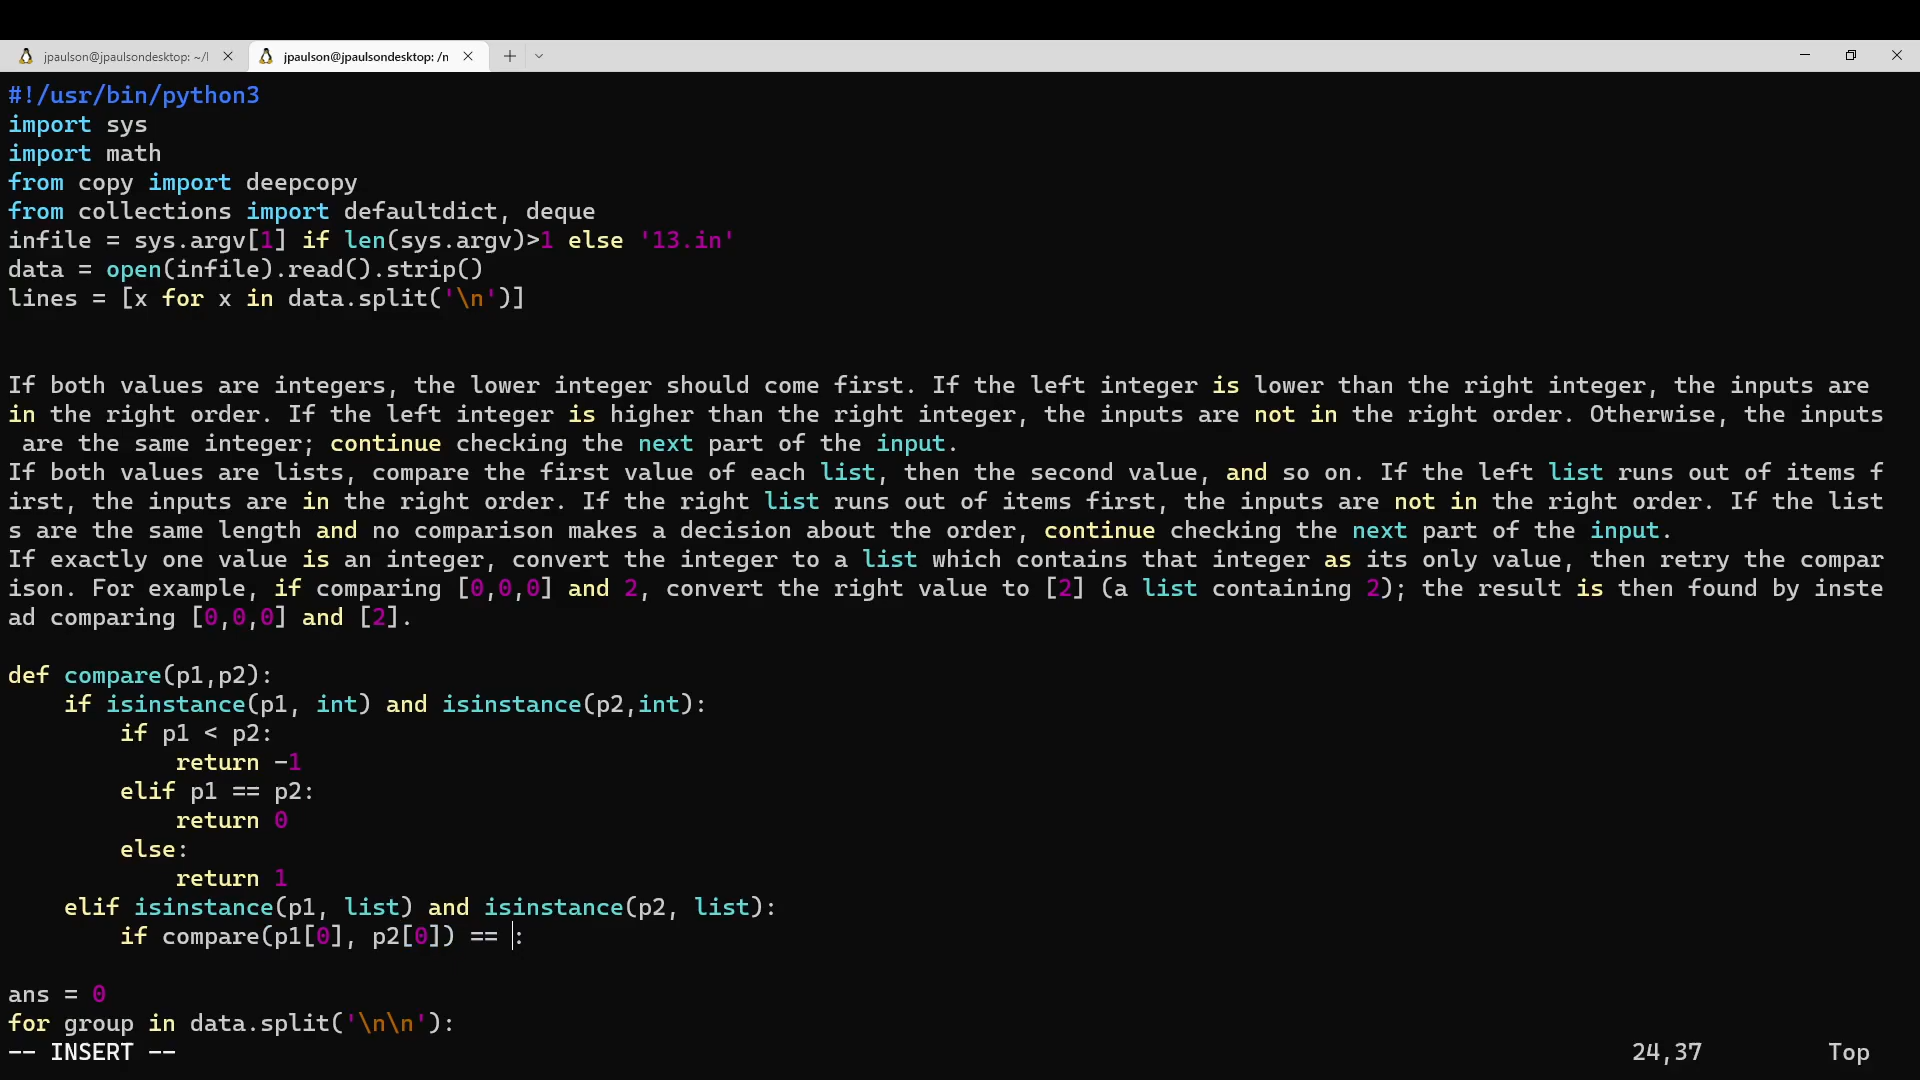 jpaulson@jpaulsondesktop: ~/l
jpaulson@jpaulsondesktop: /n
#!/usr/bin/python3
import sys
import math
from copy import deepcopy
from collections import defaultdict, deque
infile = sys.argv[1] if len(sys.argv)>1 else '13.in'
data = open(infile).read().strip()
lines = [x for x in data.split('\n')]
If both values are integers, the lower integer should come first. If the left integer is lower than the right integer, the inputs are
in the right order. If the left integer is higher than the right integer, the inputs are not in the right order. Otherwise, the inputs
 are the same integer; continue checking the next part of the input.
If both values are lists, compare the first value of each list, then the second value, and so on. If the left list runs out of items f
irst, the inputs are in the right order. If the right list runs out of items first, the inputs are not in the right order. If the list
s are the same length and no comparison makes a decision about the order, continue checking the next part of the input.
If exactly one value is an integer, convert the integer to a list which contains that integer as its only value, then retry the compar
ison. For example, if comparing [0,0,0] and 2, convert the right value to [2] (a list containing 2); the result is then found by inste
ad comparing [0,0,0] and [2].
def compare(p1,p2):
    if isinstance(p1, int) and isinstance(p2,int):
        if p1 < p2:
            return -1
        elif p1 == p2:
            return 0
        else:
            return 1
    elif isinstance(p1, list) and isinstance(p2, list):
        if compare(p1[0], p2[0]) == :
ans = 0
for group in data.split('\n\n'):
-- INSERT --
24,37
Top